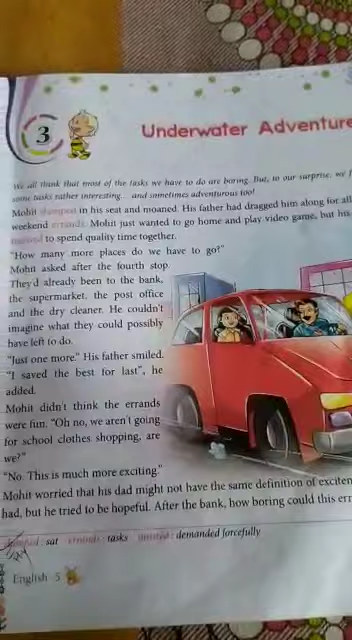 3
Underwater Adventure
We all think that most of the tasks we have to do are boring. But, to our surprise, we
some tasks rather interesting... and sometimes adventurous too!
Mohit slumped in his seat and moaned. His father had dragged him along for all
weekend errands. Mohit just wanted to go home and play video game, but his
insisted to spend quality time together.
"How many more places do we have to go?"
Mohit asked after the fourth stop.
They'd already been to the bank,
the supermarket, the post office
and the dry cleaner. He couldn't
imagine what they could possibly
have left to do.
"Just one more." His father smiled.
"I saved the best for last", he
added.
Mohit didn't think the errands
were fun. "Oh no, we aren't going
for school clothes shopping, are
we?"
"No. This is much more exciting."
Mohit worried that his dad might not have the same definition of
had, but he tried to be hopeful. After the bank, how boring could this
slumped : sat errands : tasks insisted : demanded forcefully
English 5